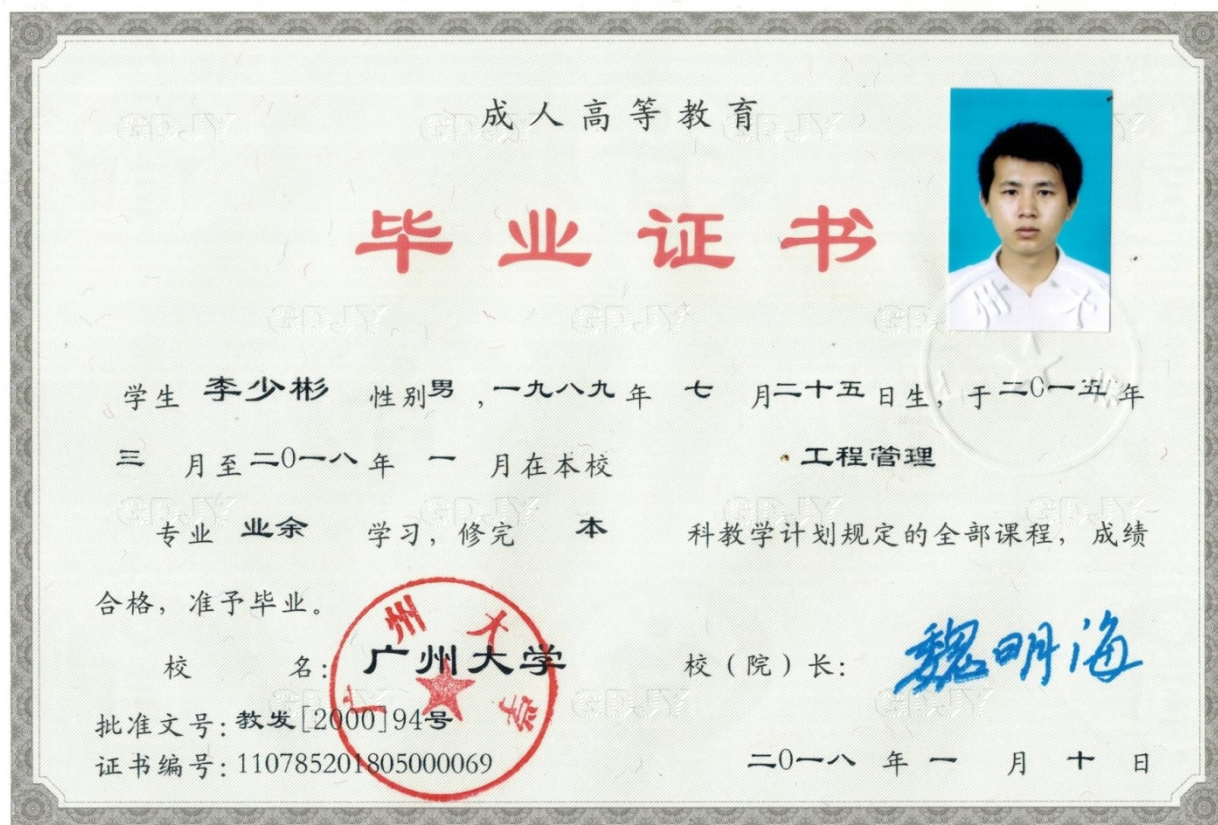 成人高等教育
毕业证书
学生 李少彬 性别男，一九八九年 七 月二十五日生，于二0一五年
三 月至二0一八年 一 月在本校 工程管理
专业 业余 学习，修完 本 科教学计划规定的全部课程，成绩
合格，准予毕业。
校 名：广州大学 校（院）长：魏明海
批准文号：教发[2000]94号
证书编号：110785201805000069 二0一八 年 一 月 十 日
广州大学